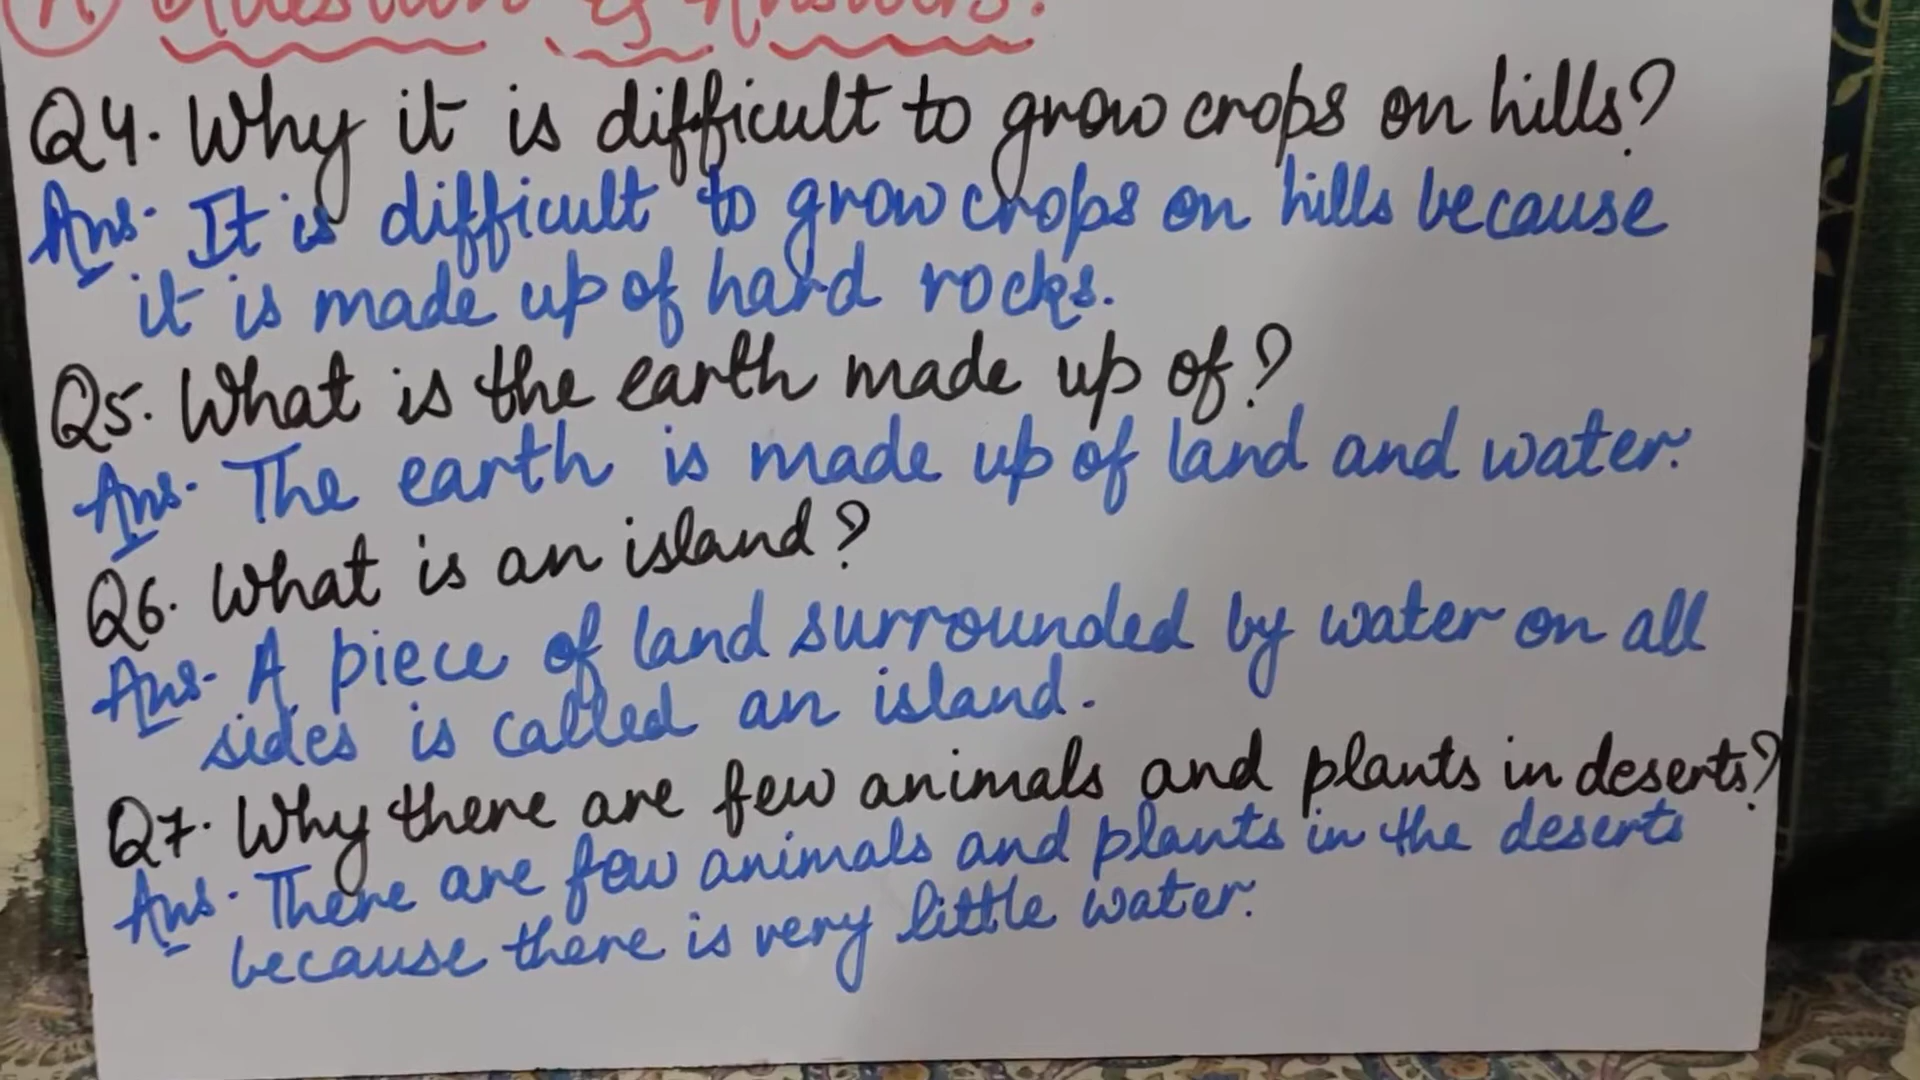 A Question & Answers:
Q4. Why it is difficult to grow crops on hills?
Ans. It is difficult to grow crops on hills because
it is made up of hard rocks.
Q5. What is the earth made up of?
Ans. The earth is made up of land and water.
Q6. What is an island?
Ans. A piece of land surrounded by water on all
sides is called an island.
Q7. Why there are few animals and plants in deserts?
Ans. There are few animals and plants in the deserts
because there is very little water.